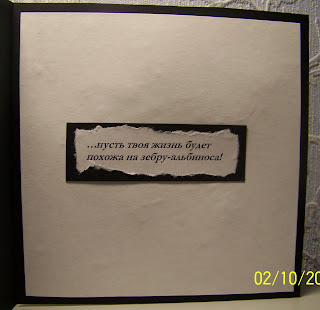 ...пусть твоя жизнь будет
похожа на зебру-альбиноса!
02/10/20